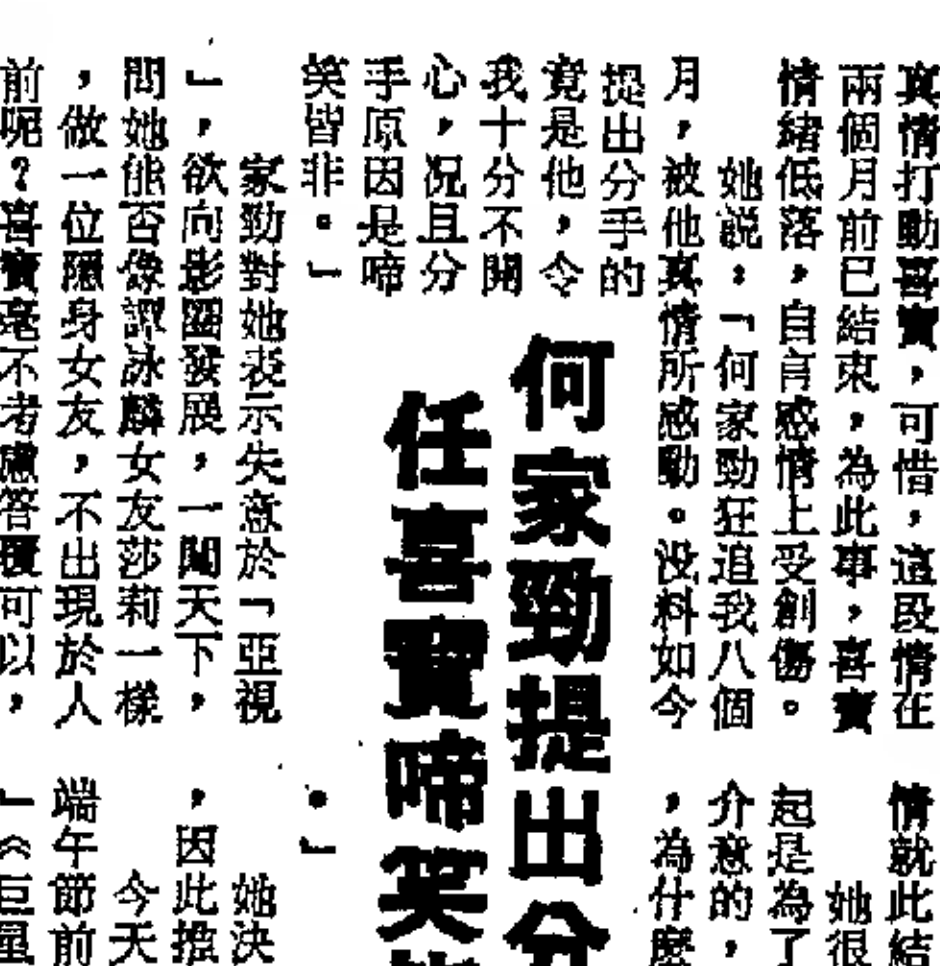 真情打動喜寶，可惜，這段情在
兩個月前已結束，為此事，喜寶
情緒低落，自言感情上受創傷。
她說：「何家勁狂追我八個
月，被他真情所感動。没料如今
提出分手的
竟是他，令
我十分不開
心，况且分
手原因是啼
笑皆非。」
何家勁提出分
任喜寶啼笑
家勁對她表示失意於「亞視
」，欲向影圈發展，一闖天下，
問她能否像譚詠麟女友莎莉一樣
，做一位隱身女友，不出現於人
前呢？喜寶毫不考慮答覆可以，
情就此結
她很
起是為了
介意的，
，為什麼
。」
她決
，因此推
今天
端午節前
」《巨星